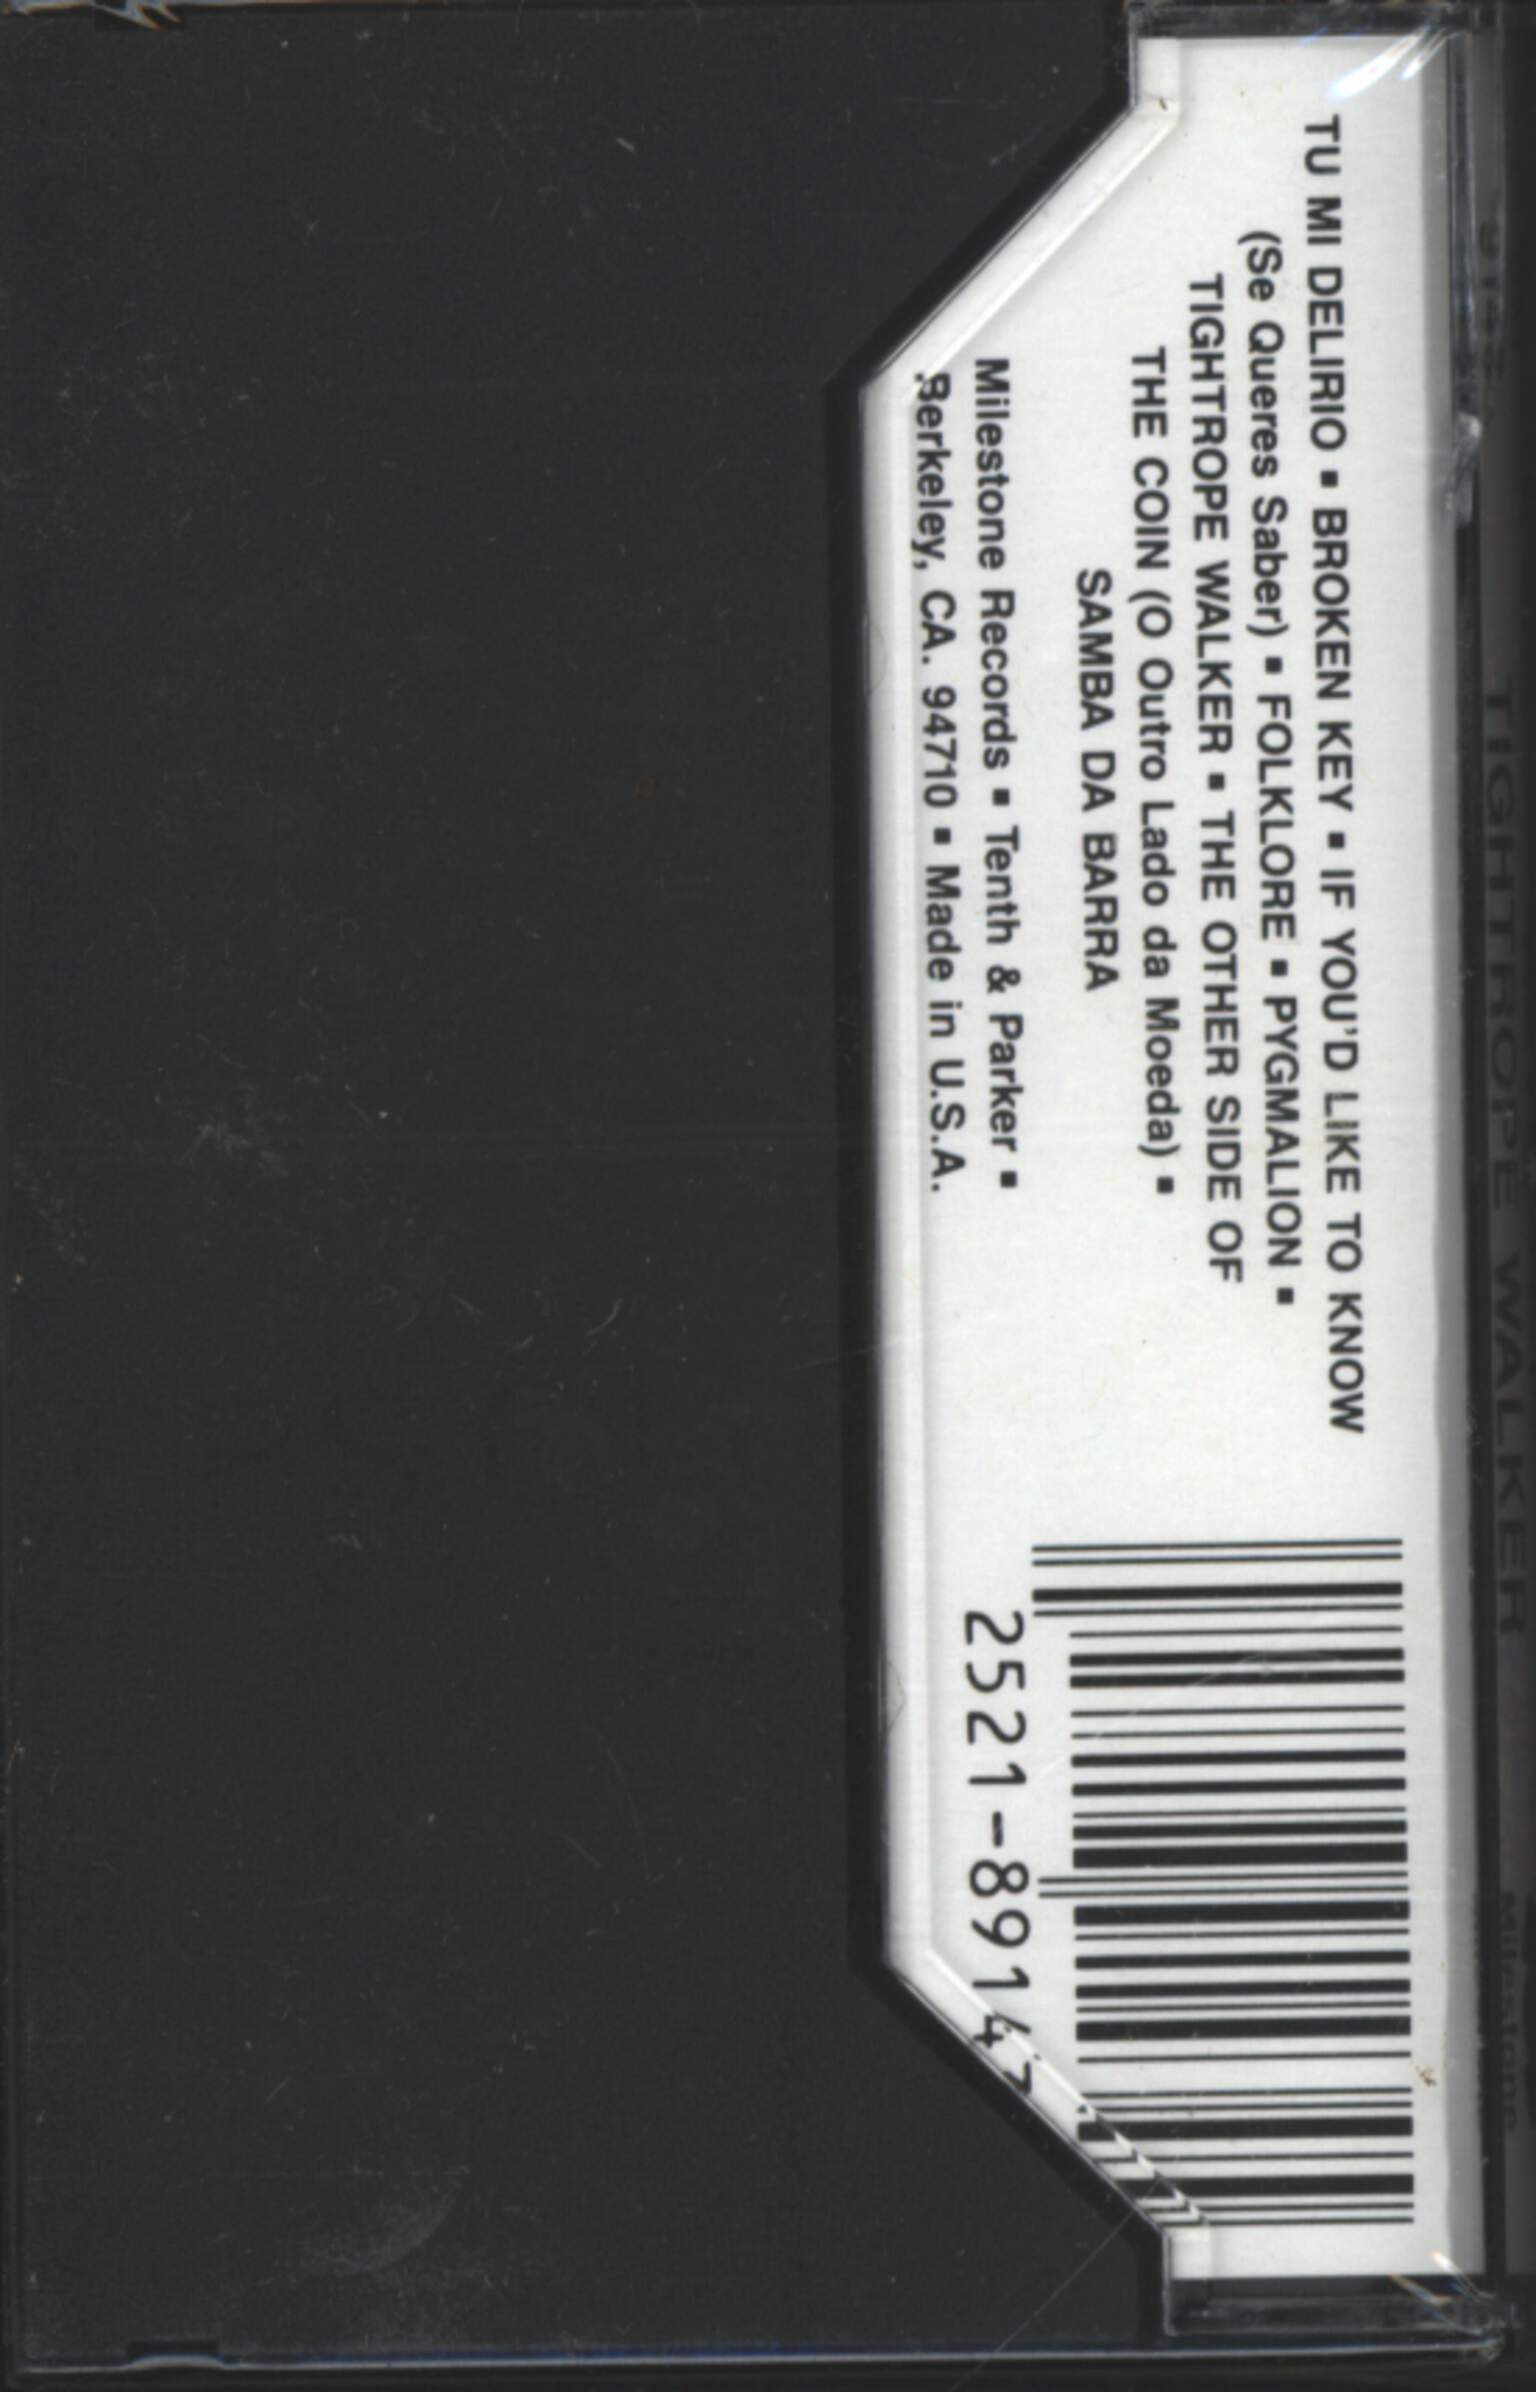 TU MI DELIRIO ▪ BROKEN KEY ▪ IF YOU'D LIKE TO KNOW
(Se Queres Saber) ▪ FOLKLORE ▪ PYGMALION ▪
TIGHTROPE WALKER ▪ THE OTHER SIDE OF
THE COIN (O Outro Lado da Moeda) ▪
SAMBA DA BARRA
Milestone Records ▪ Tenth & Parker ▪
Berkeley, CA. 94710 ▪ Made in U.S.A.
2521-89147
TIGHTROPE WALKER
Milestone